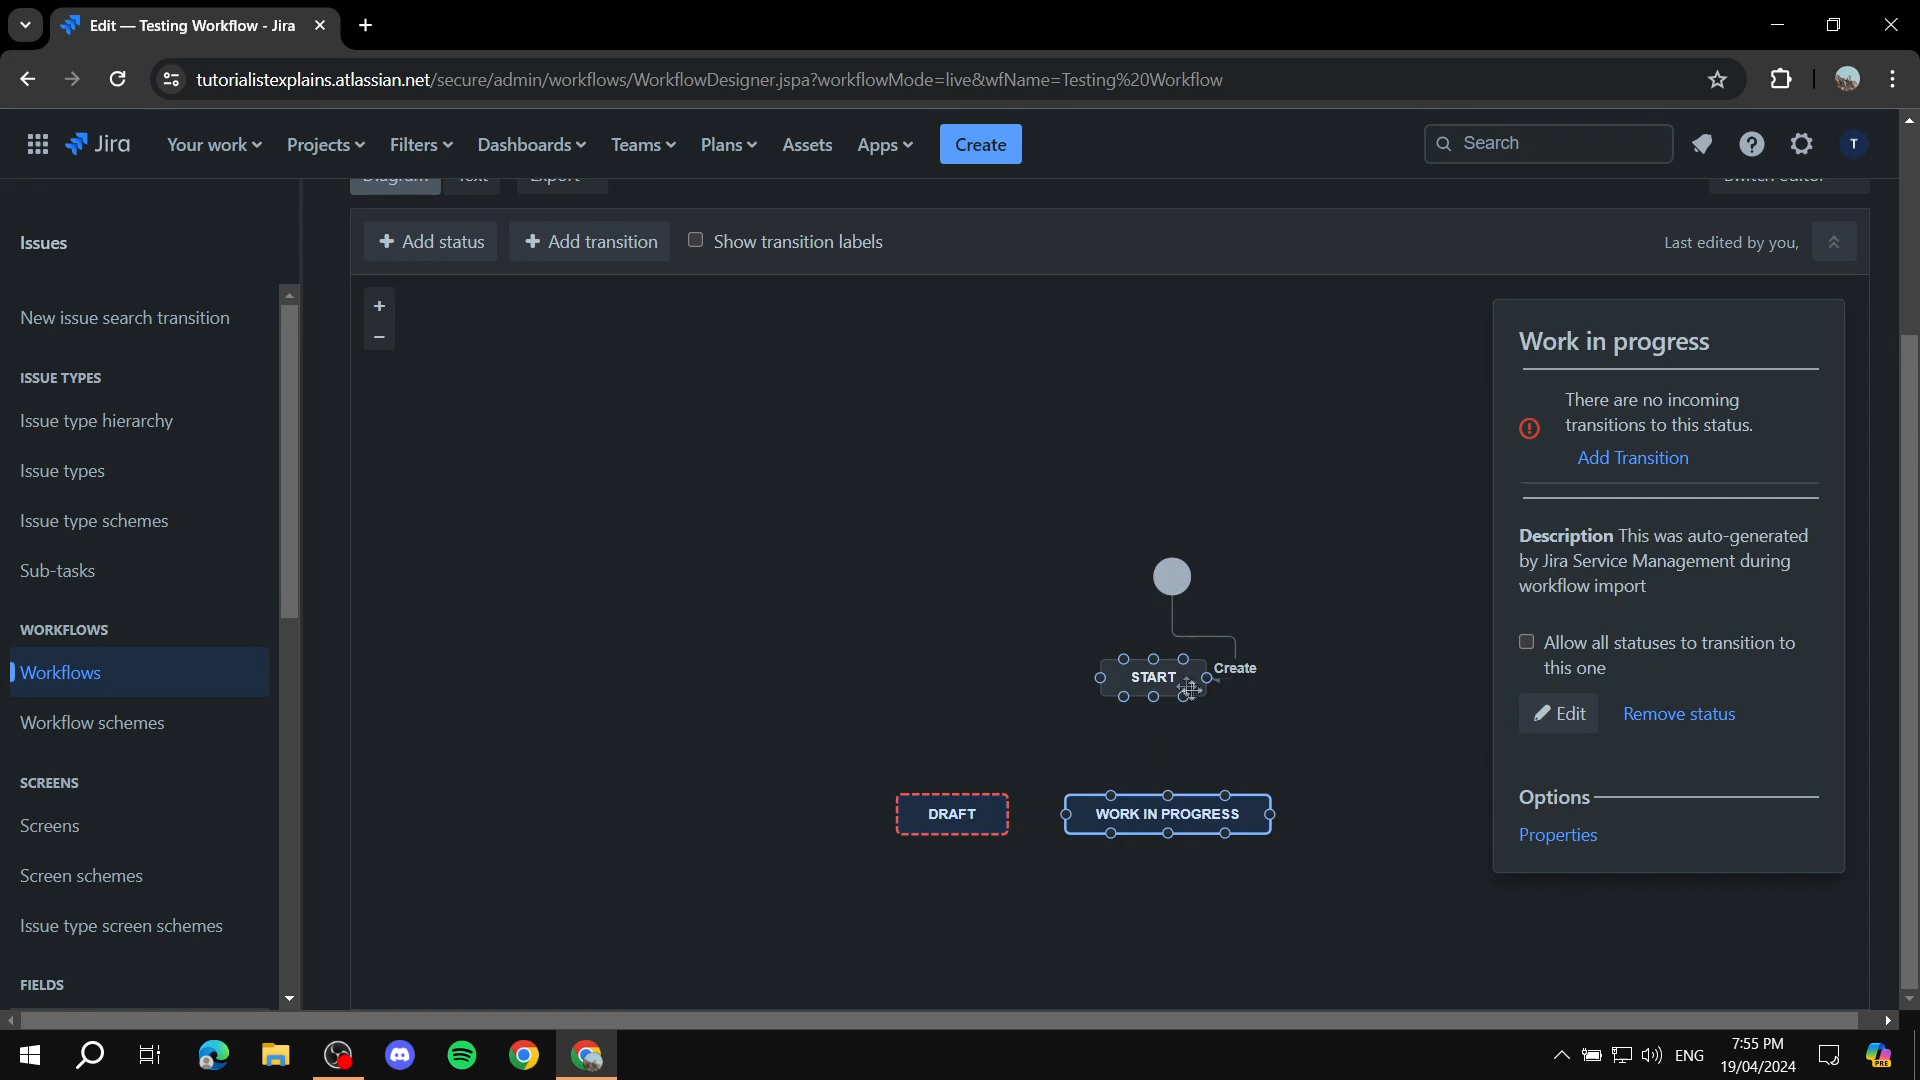 Edit — Testing Workflow - Jira
tutorialistexplains.atlassian.net/secure/admin/workflows/WorkflowDesigner.jspa?workflowMode=live&wfName=Testing%20Workflow
Jira
Your work
Projects
Filters
Dashboards
Teams
Plans
Assets
Apps
Create
Search
T
Diagram
Text
Export
Switch editor
Issues
New issue search transition
ISSUE TYPES
Issue type hierarchy
Issue types
Issue type schemes
Sub-tasks
WORKFLOWS
Workflows
Workflow schemes
SCREENS
Screens
Screen schemes
Issue type screen schemes
FIELDS
+ Add status
+ Add transition
Show transition labels
Last edited by you,
+
−
START
Create
DRAFT
WORK IN PROGRESS
Work in progress
There are no incoming
transitions to this status.
Add Transition
Description This was auto-generated
by Jira Service Management during
workflow import
Allow all statuses to transition to
this one
Edit
Remove status
Options
Properties
ENG
7:55 PM
19/04/2024
PRE